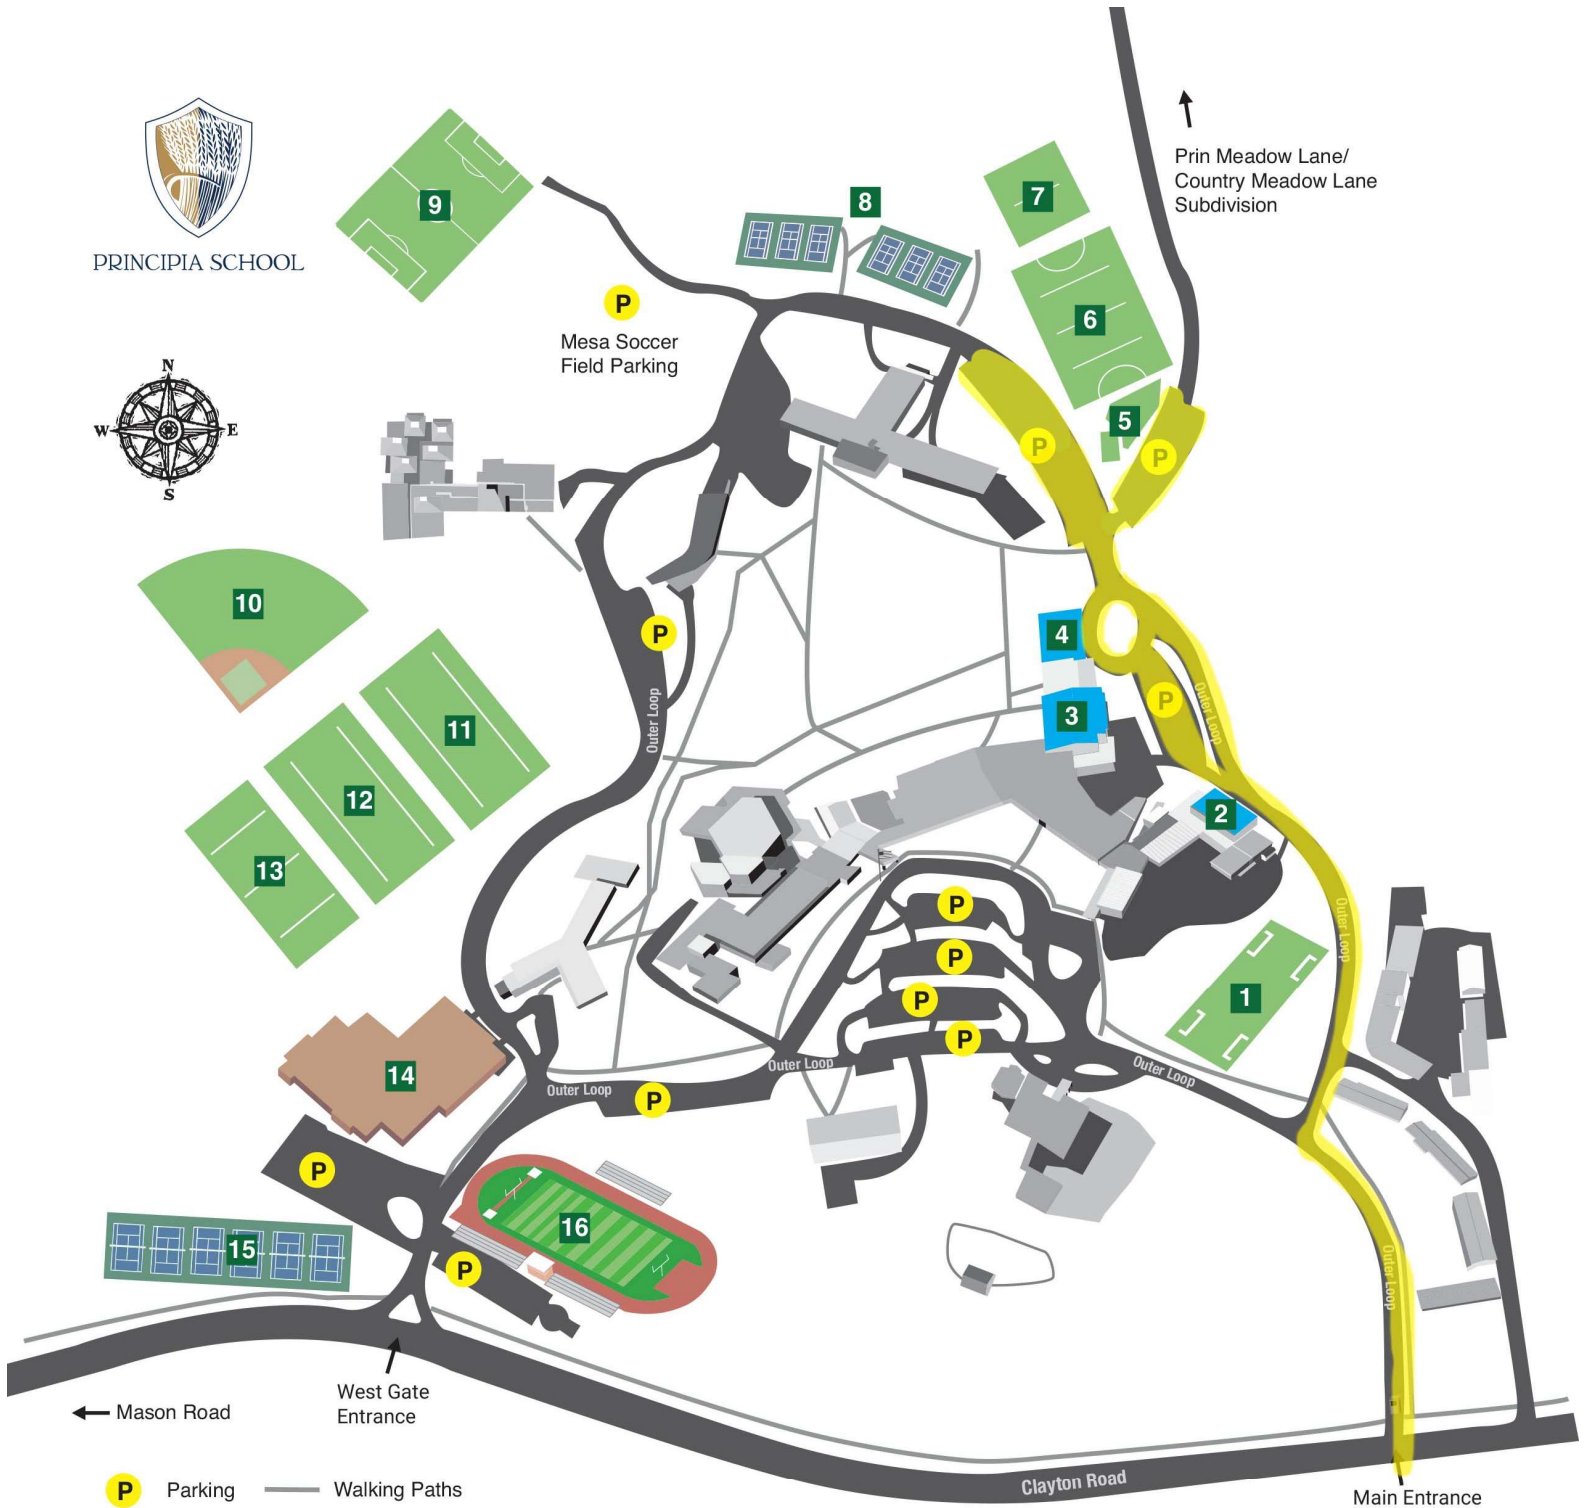 Prin Meadow Lane/
Country Meadow Lane
Subdivision
PRINCIPIA SCHOOL
9
8
7
6
5
P
Mesa Soccer
Field Parking
N
W
E
S
P
P
10
P
4
3
P
Outer Loop
Outer Loop
11
12
13
2
P
P
P
P
Outer Loop
1
14
Outer Loop
Outer Loop
Outer Loop
P
P
15
16
P
Outer Loop
West Gate
Entrance
Mason Road
Clayton Road
Main Entrance
P Parking
Walking Paths